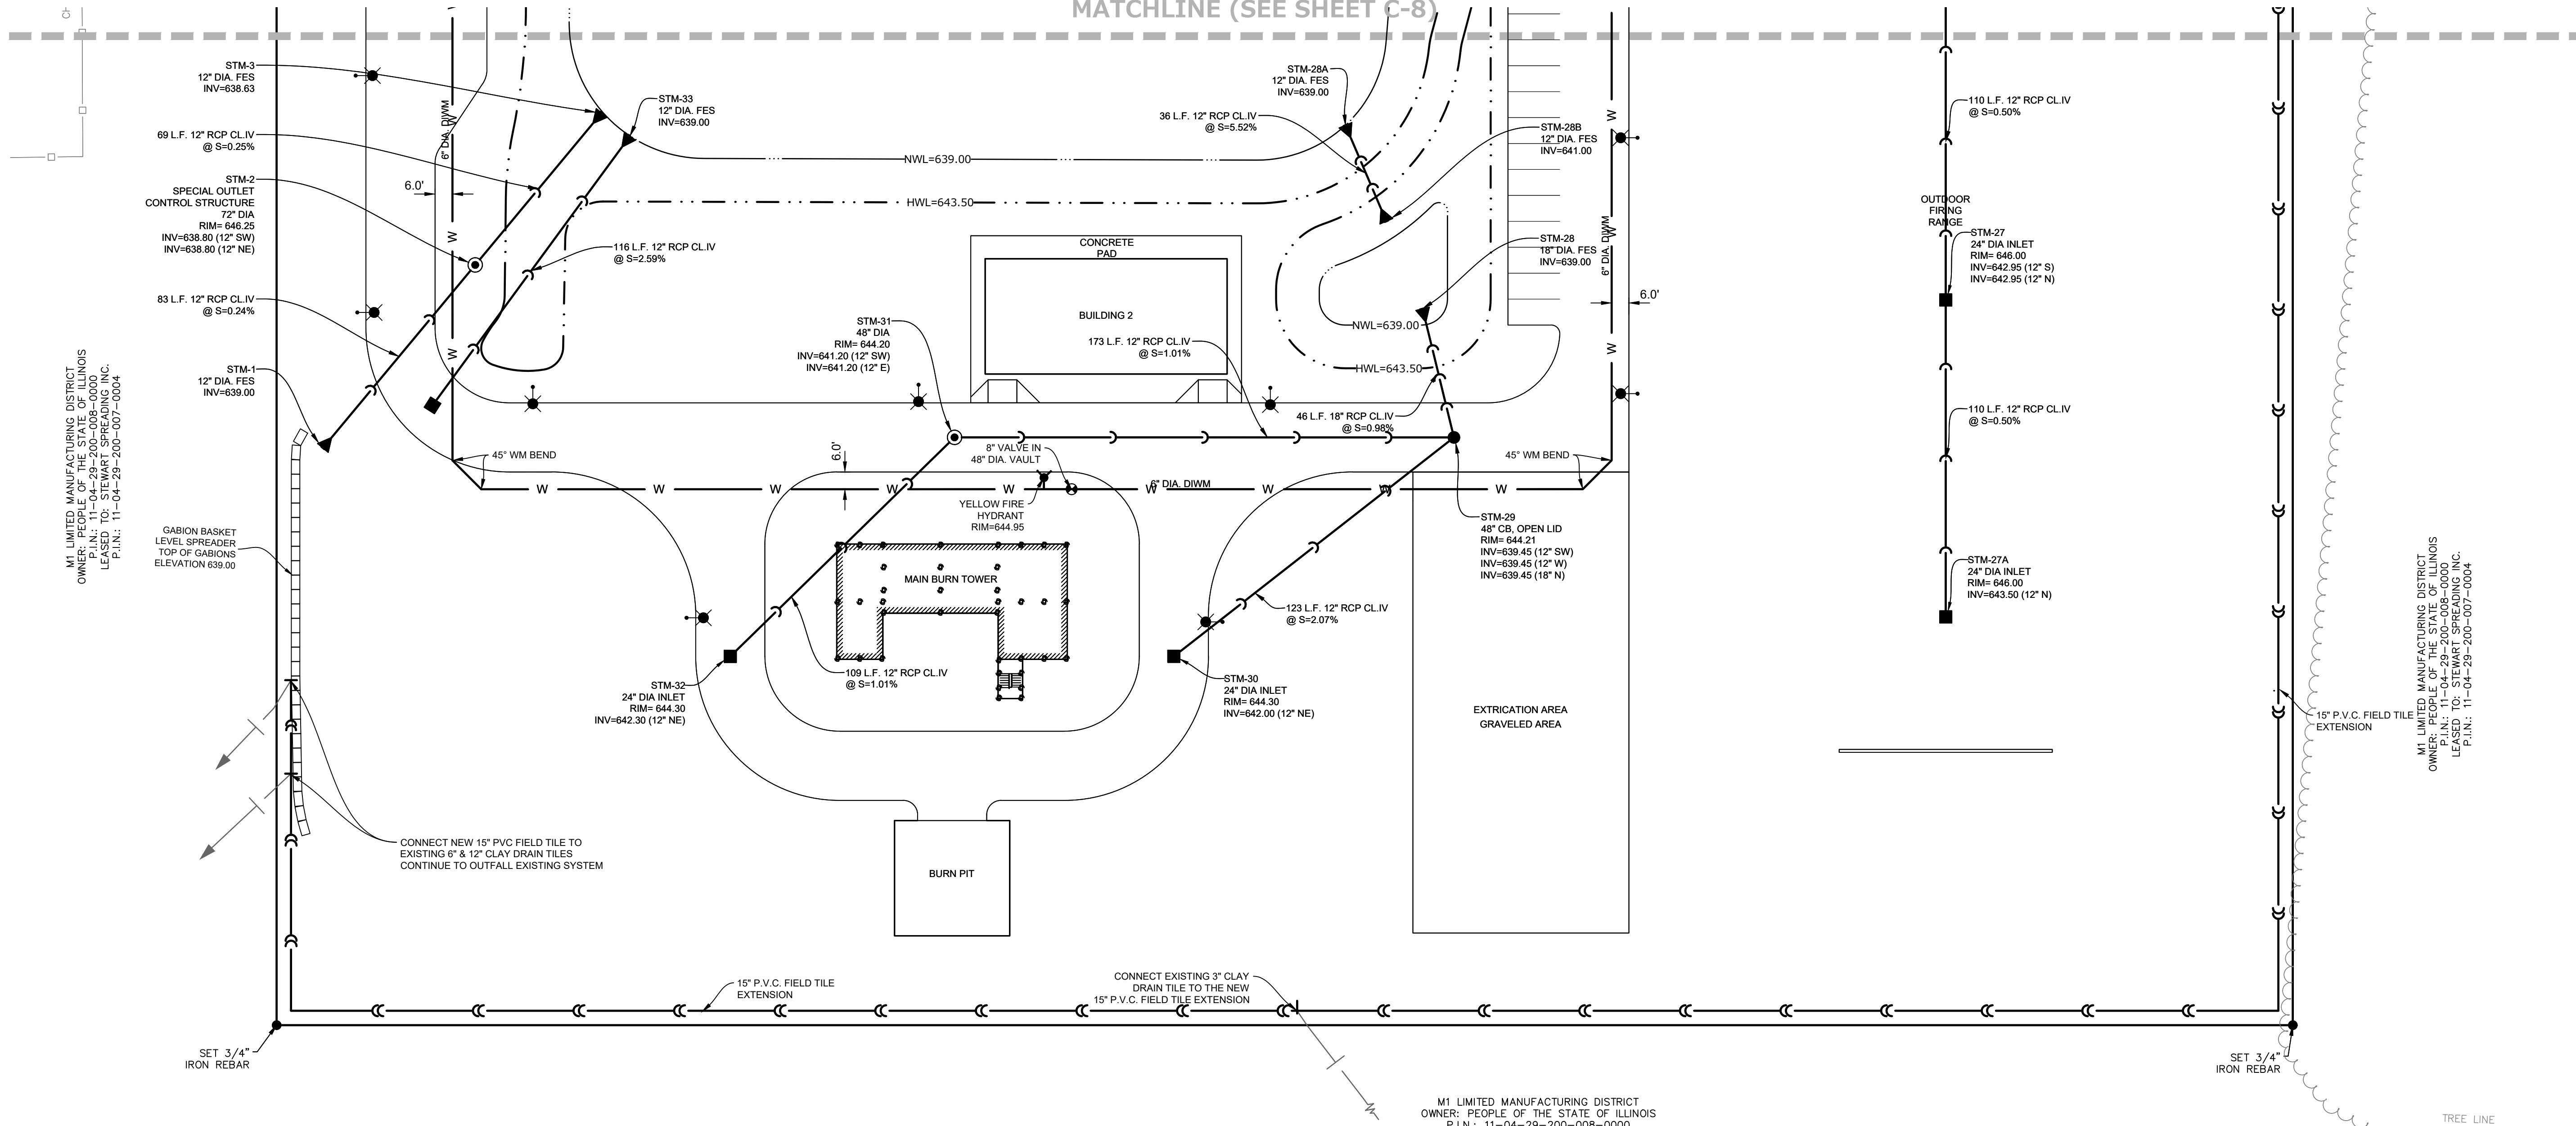 MATCHLINE (SEE SHEET C-8)
STM-3
12" DIA. FES
INV=638.63
69 L.F. 12" RCP CL.IV
@ S=0.25%
STM-2
SPECIAL OUTLET
CONTROL STRUCTURE
72" DIA
RIM= 646.25
INV=638.80 (12" SW)
INV=638.80 (12" NE)
83 L.F. 12" RCP CL.IV
@ S=0.24%
STM-1
12" DIA. FES
INV=639.00
6" DIA. DIWM
6.0'
STM-33
12" DIA. FES
INV=639.00
116 L.F. 12" RCP CL.IV
@ S=2.59%
NWL=639.00
HWL=643.50
STM-28A
12" DIA. FES
INV=639.00
36 L.F. 12" RCP CL.IV
@ S=5.52%
STM-28B
12" DIA. FES
INV=641.00
STM-28
18" DIA. FES
INV=639.00
6" DIA. DIWM
6.0'
CONCRETE
PAD
BUILDING 2
NWL=639.00
HWL=643.50
STM-31
48" DIA
RIM= 644.20
INV=641.20 (12" SW)
INV=641.20 (12" E)
173 L.F. 12" RCP CL.IV
@ S=1.01%
46 L.F. 18" RCP CL.IV
@ S=0.98%
110 L.F. 12" RCP CL.IV
@ S=0.50%
OUTDOOR
FIRING
RANGE
STM-27
24" DIA INLET
RIM= 646.00
INV=642.95 (12" S)
INV=642.95 (12" N)
110 L.F. 12" RCP CL.IV
@ S=0.50%
STM-27A
24" DIA INLET
RIM= 646.00
INV=643.50 (12" N)
M1 LIMITED MANUFACTURING DISTRICT
OWNER: PEOPLE OF THE STATE OF ILLINOIS
P.I.N.: 11-04-29-200-008-0000
LEASED TO: STEWART SPREADING INC.
P.I.N.: 11-04-29-200-007-0004
45° WM BEND
6.0'
8" VALVE IN
48" DIA. VAULT
6" DIA. DIWM
45° WM BEND
W W W W W W W W W
W W W
W W W
YELLOW FIRE
HYDRANT
RIM=644.95
STM-29
48" CB, OPEN LID
RIM= 644.21
INV=639.45 (12" SW)
INV=639.45 (12" W)
INV=639.45 (18" N)
GABION BASKET
LEVEL SPREADER
TOP OF GABIONS
ELEVATION 639.00
MAIN BURN TOWER
123 L.F. 12" RCP CL.IV
@ S=2.07%
109 L.F. 12" RCP CL.IV
@ S=1.01%
STM-32
24" DIA INLET
RIM= 644.30
INV=642.30 (12" NE)
STM-30
24" DIA INLET
RIM= 644.30
INV=642.00 (12" NE)
EXTRICATION AREA
GRAVELED AREA
15" P.V.C. FIELD TILE
EXTENSION
M1 LIMITED MANUFACTURING DISTRICT
OWNER: PEOPLE OF THE STATE OF ILLINOIS
P.I.N.: 11-04-29-200-008-0000
LEASED TO: STEWART SPREADING INC.
P.I.N.: 11-04-29-200-007-0004
CONNECT NEW 15" PVC FIELD TILE TO
EXISTING 6" & 12" CLAY DRAIN TILES
CONTINUE TO OUTFALL EXISTING SYSTEM
BURN PIT
15" P.V.C. FIELD TILE
EXTENSION
CONNECT EXISTING 3" CLAY
DRAIN TILE TO THE NEW
15" P.V.C. FIELD TILE EXTENSION
SET 3/4"
IRON REBAR
SET 3/4"
IRON REBAR
M1 LIMITED MANUFACTURING DISTRICT
OWNER: PEOPLE OF THE STATE OF ILLINOIS
P.I.N.: 11-04-29-200-008-0000
TREE LINE